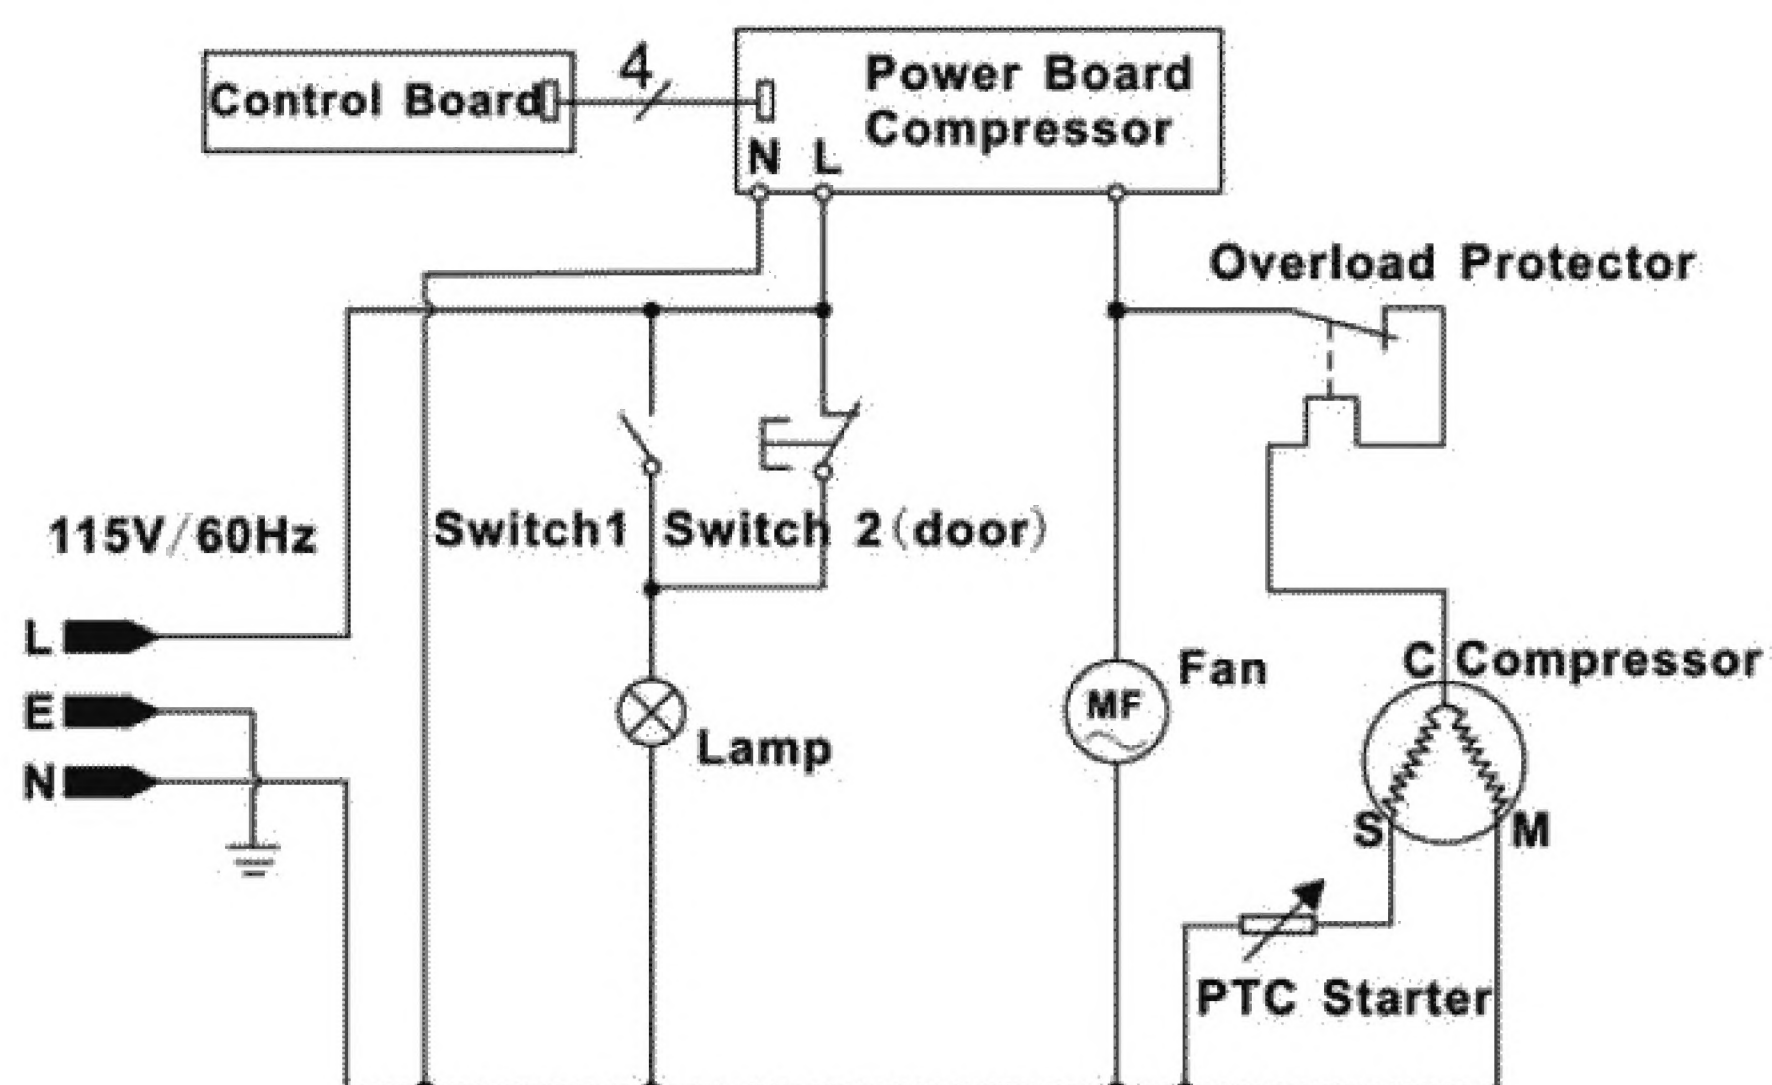 4
Power Board
Control Board
Compressor
N L
Overload Protector
115V/60Hz
Switch1 Switch 2(door)
L
C Compressor
Fan
E
MF
Lamp
N
S M
PTC Starter